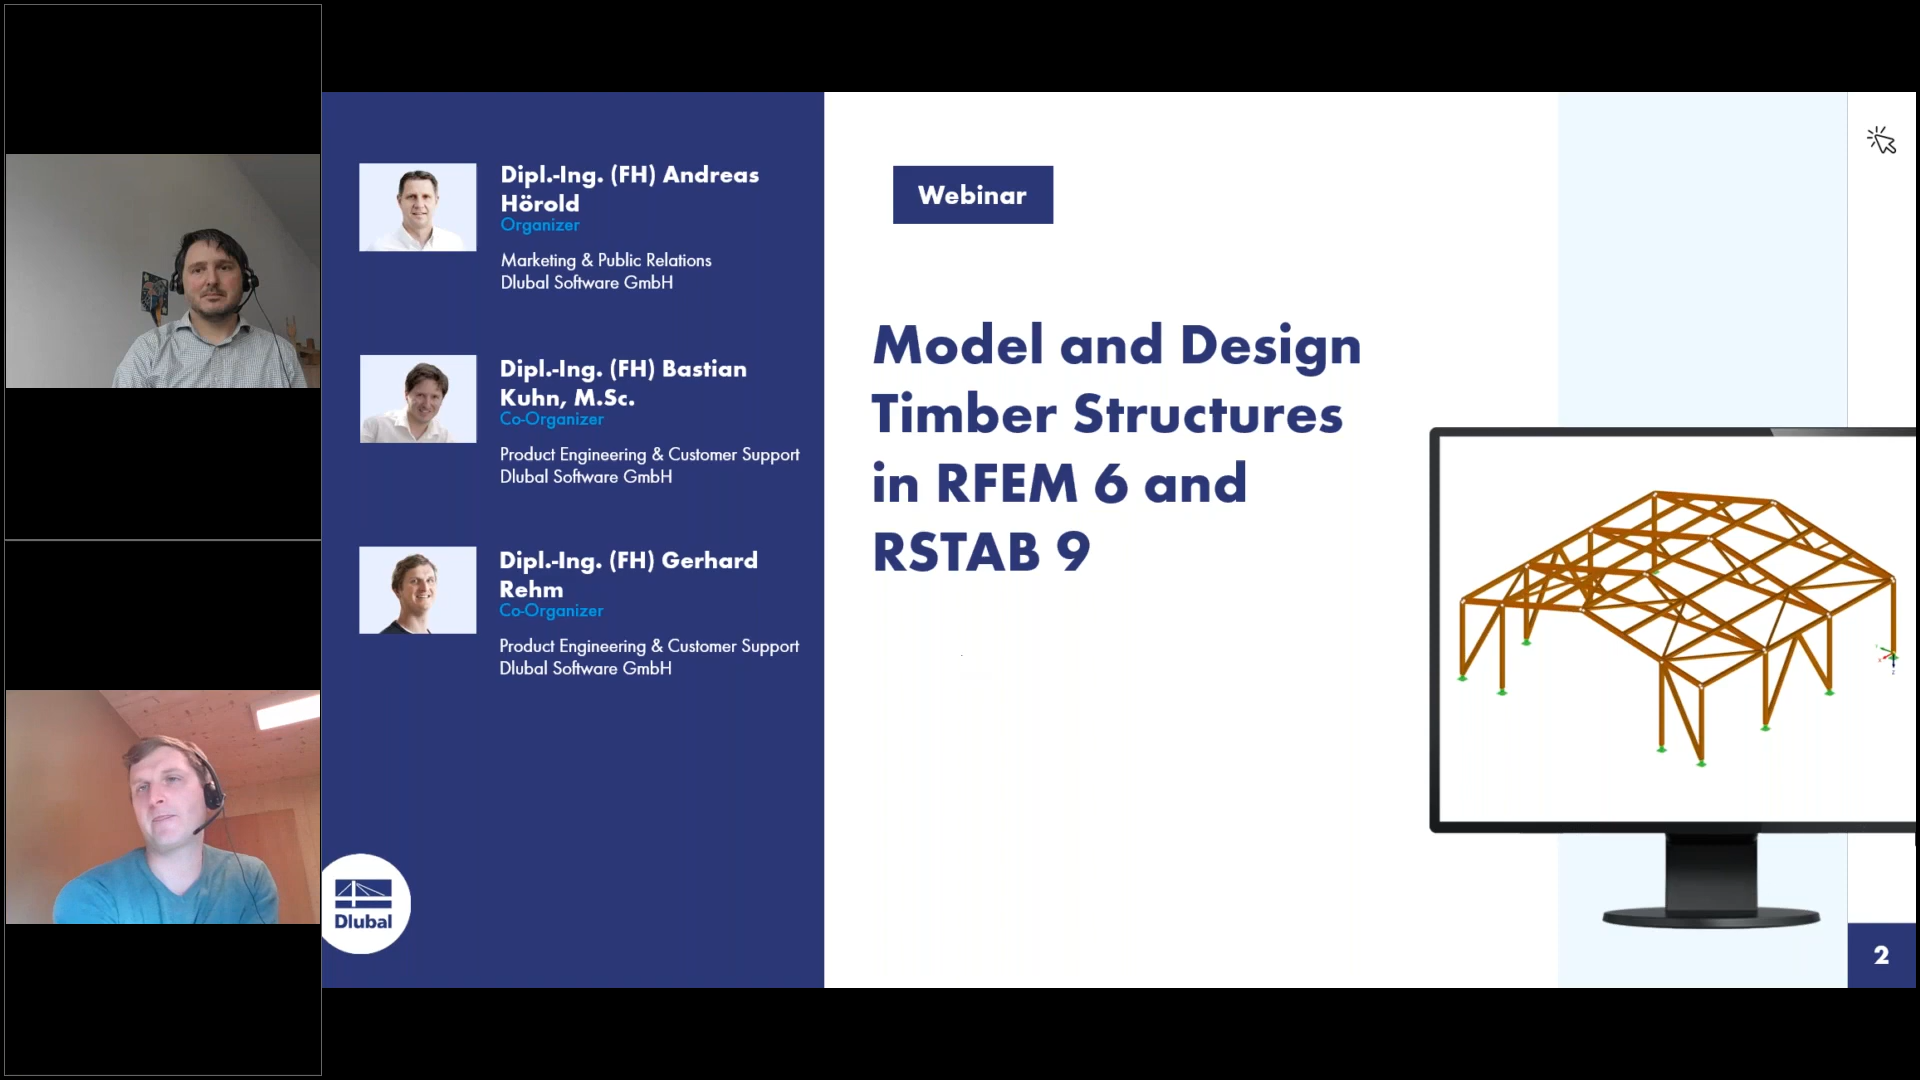 Dipl.-Ing. (FH) Andreas
Hörold
Organizer
Marketing & Public Relations
Dlubal Software GmbH
Dipl.-Ing. (FH) Bastian
Kuhn, M.Sc.
Co-Organizer
Product Engineering & Customer Support
Dlubal Software GmbH
Dipl.-Ing. (FH) Gerhard
Rehm
Co-Organizer
Product Engineering & Customer Support
Dlubal Software GmbH
Dlubal
Webinar
Model and Design
Timber Structures
in RFEM 6 and
RSTAB 9
2